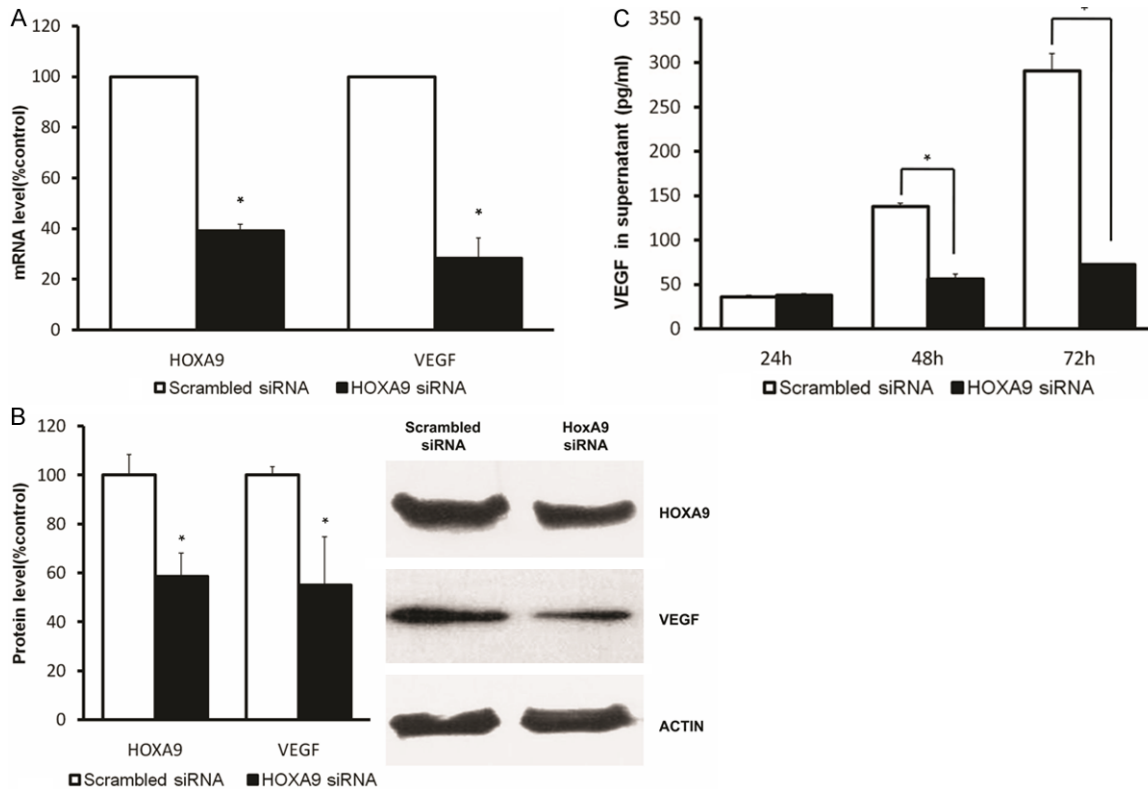 A
mRNA level(%control)
120
100
80
60
40
20
0
*
*
HOXA9
VEGF
Scrambled siRNA
HOXA9 siRNA
C
VEGF in supernatant (pg/ml)
350
300
250
200
150
100
50
0
*
24h
48h
72h
Scrambled siRNA
HOXA9 siRNA
B
Protein level(%control)
120
100
80
60
40
20
0
*
*
HOXA9
VEGF
Scrambled siRNA
HOXA9 siRNA
Scrambled
siRNA
HoxA9
siRNA
HOXA9
VEGF
ACTIN